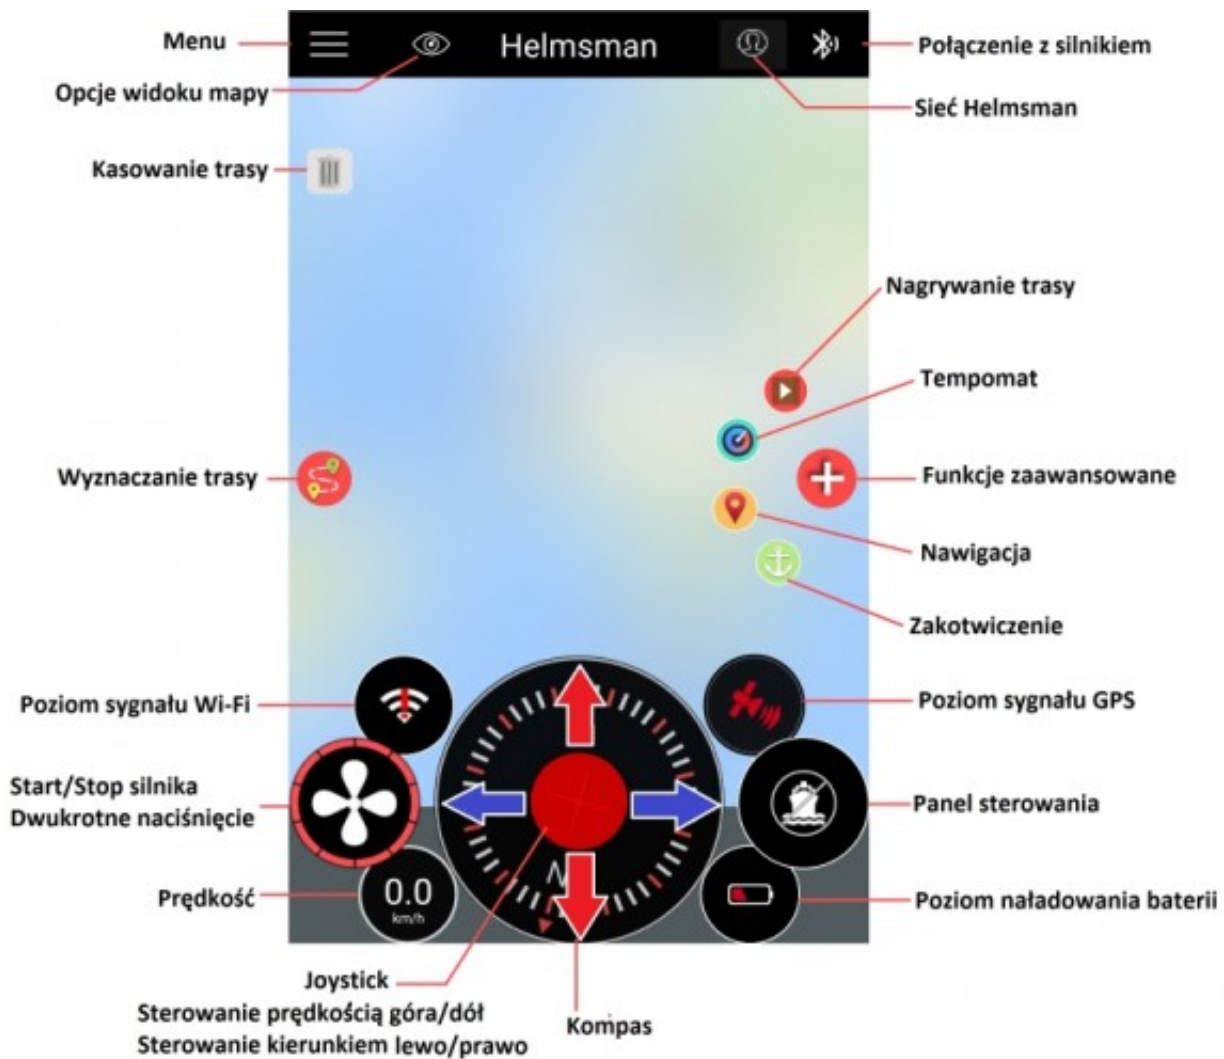 Menu
Helmsman
Połączenie z silnikiem
Opcje widoku mapy
Sieć Helmsman
Kasowanie trasy
Nagrywanie trasy
Tempomat
Wyznaczanie trasy
Funkcje zaawansowane
Nawigacja
Zakotwiczenie
Poziom sygnału Wi-Fi
Poziom sygnału GPS
Start/Stop silnika
Dwukrotne naciśnięcie
Panel sterowania
Prędkość
0.0
km/h
N
Poziom naładowania baterii
Joystick
Sterowanie prędkością góra/dół
Sterowanie kierunkiem lewo/prawo
Kompas